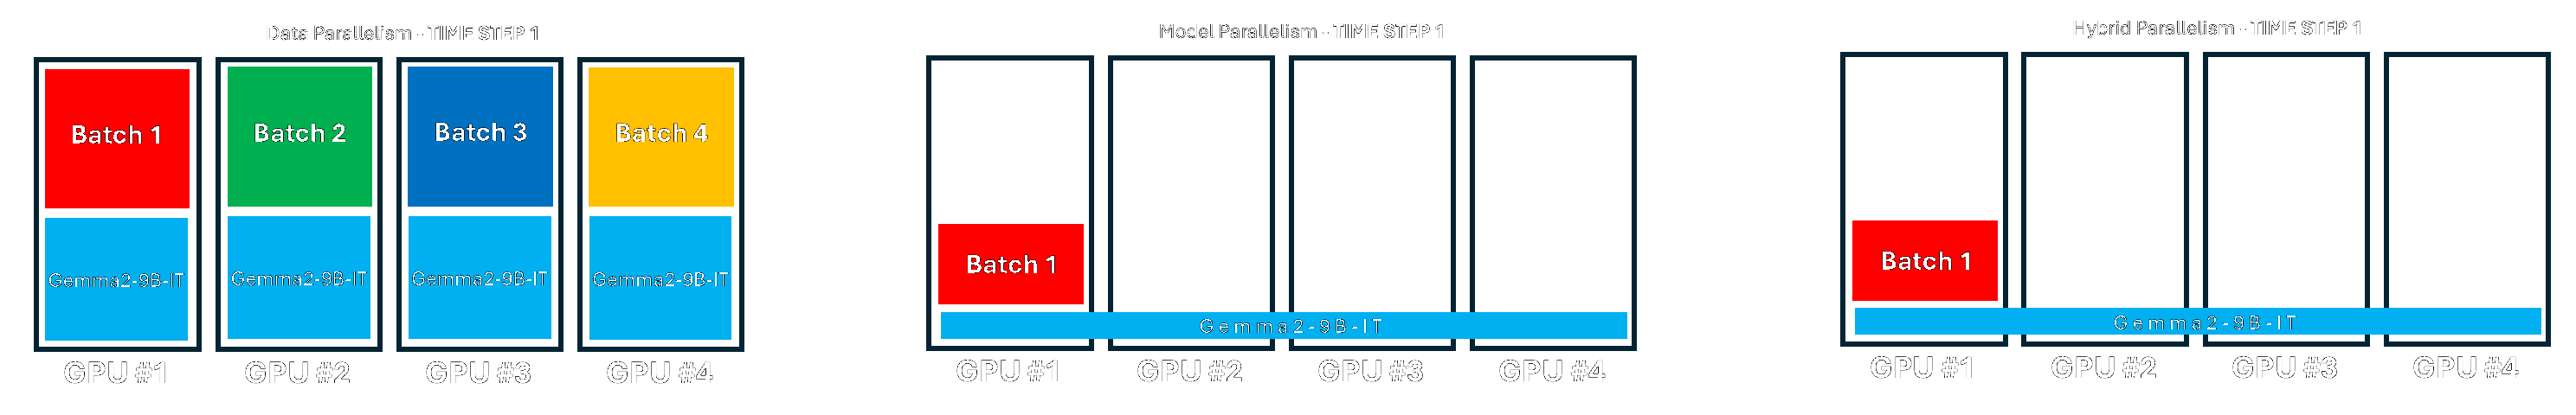 Data Parallelism - TIME STEP 1
Batch 1
Batch 2
Batch 3
Batch 4
Gemma2-9B-IT
Gemma2-9B-IT
Gemma2-9B-IT
Gemma2-9B-IT
GPU #1
GPU #2
GPU #3
GPU #4
Model Parallelism - TIME STEP 1
Batch 1
Gemma2-9B-IT
GPU #1
GPU #2
GPU #3
GPU #4
Hybrid Parallelism - TIME STEP 1
Batch 1
Gemma2-9B-IT
GPU #1
GPU #2
GPU #3
GPU #4